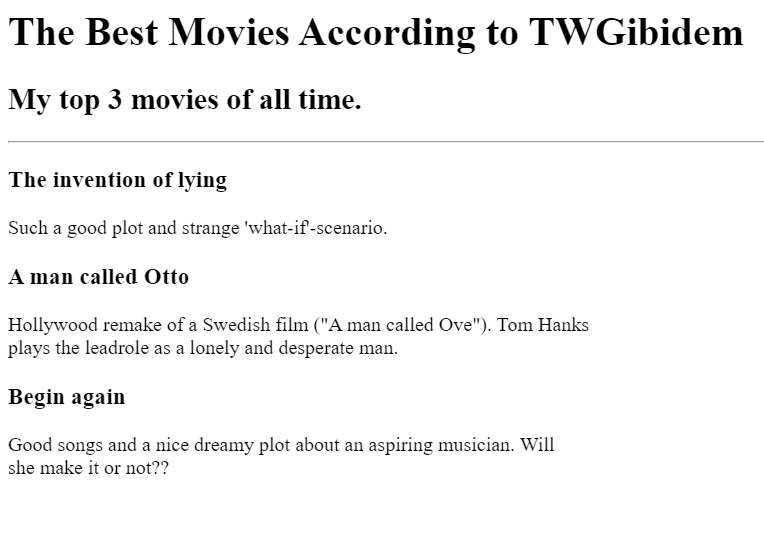 The Best Movies According to TWGibidem
My top 3 movies of all time.
The invention of lying
Such a good plot and strange 'what-if'-scenario.
A man called Otto
Hollywood remake of a Swedish film ("A man called Ove"). Tom Hanks
plays the leadrole as a lonely and desperate man.
Begin again
Good songs and a nice dreamy plot about an aspiring musician. Will
she make it or not??